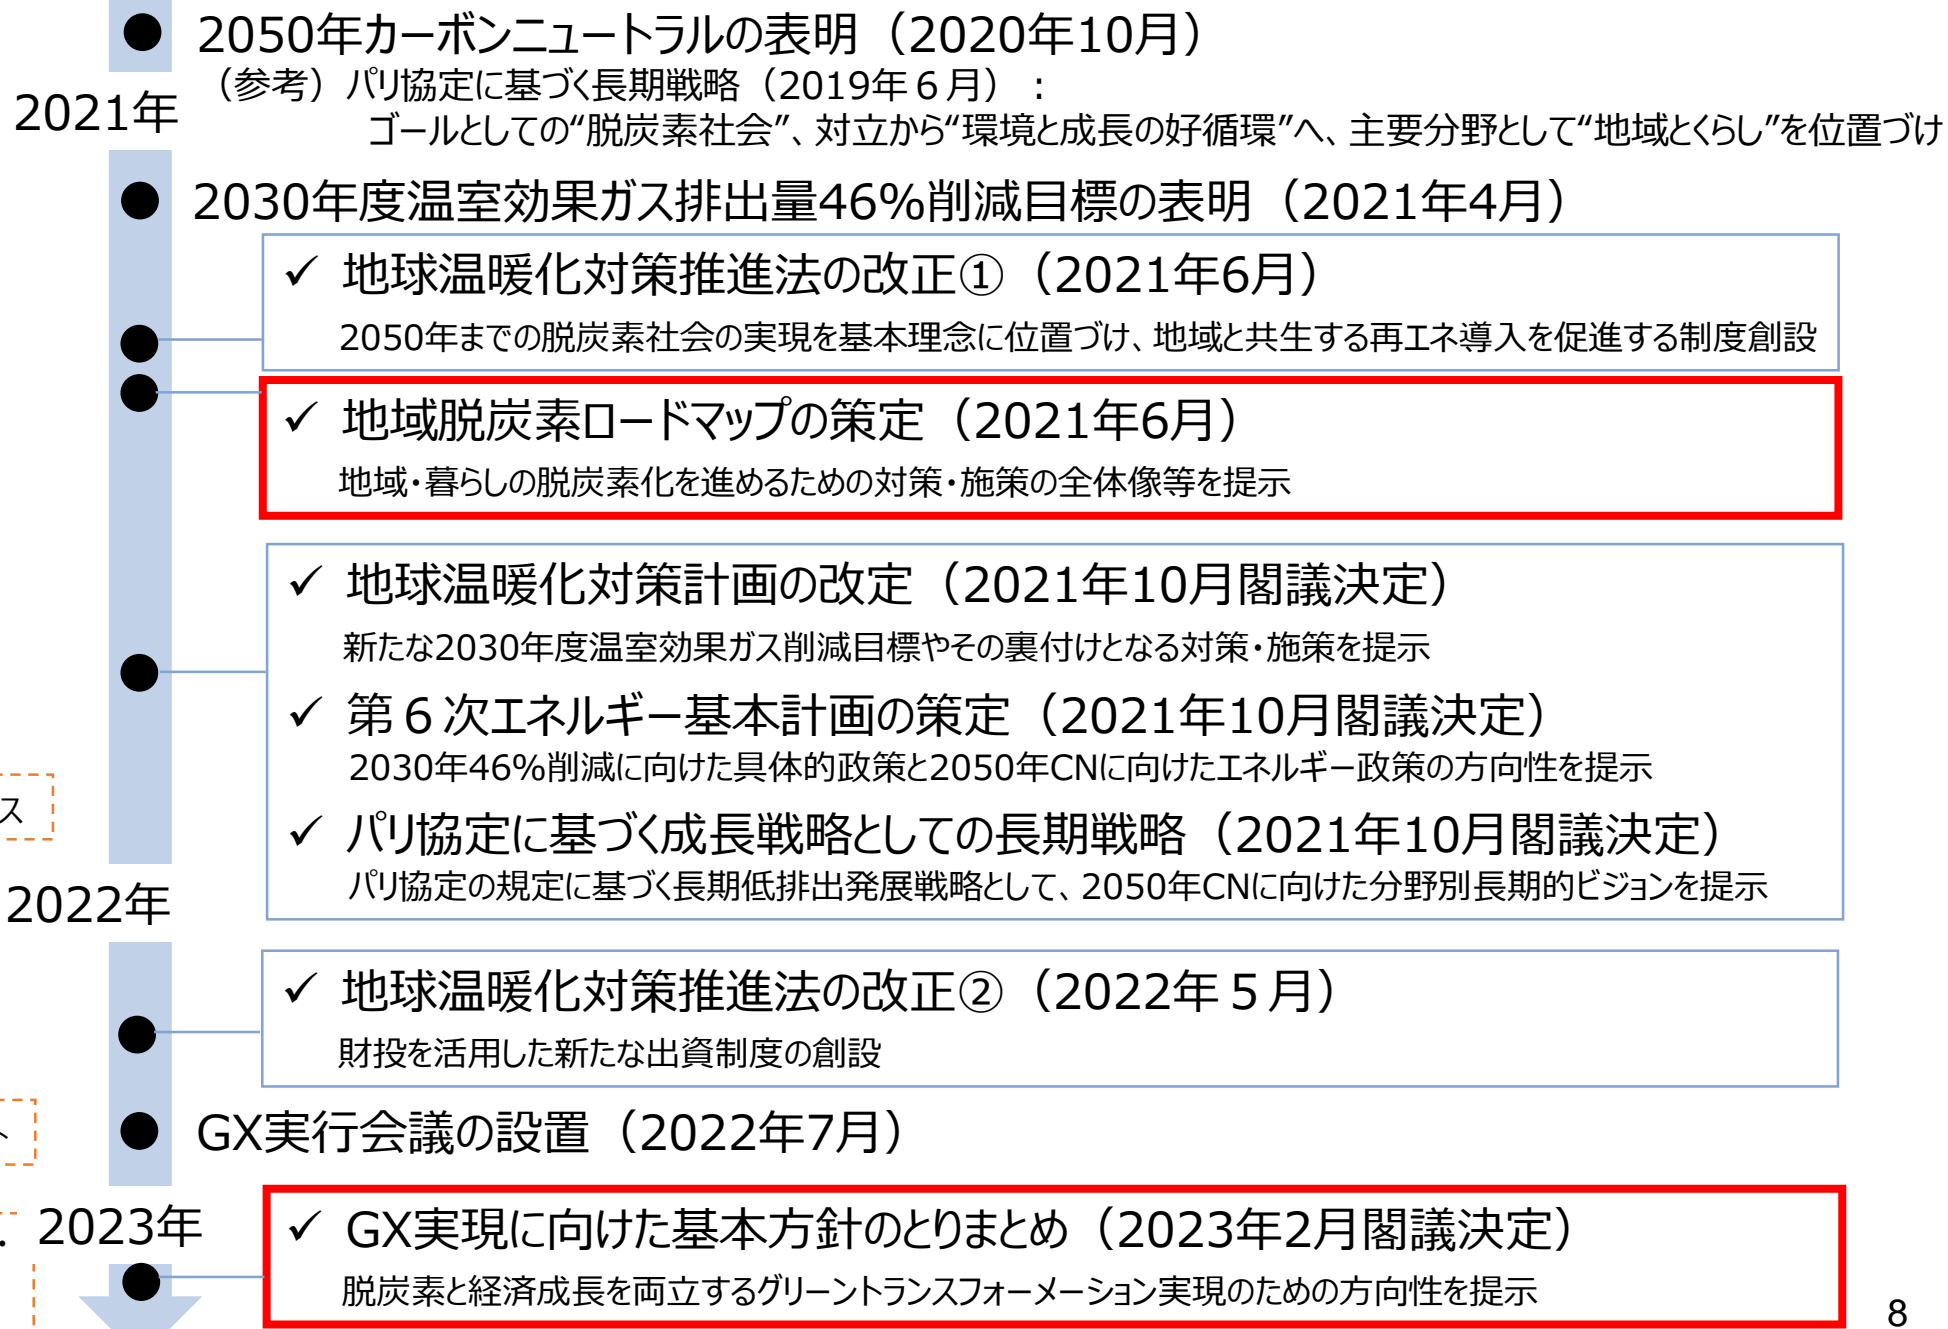 2050年カーボンニュートラルの表明（2020年10月）
（参考）パリ協定に基づく長期戦略（2019年６月）：
2021年
ゴールとしての“脱炭素社会”、対立から“環境と成長の好循環”へ、主要分野として“地域とくらし”を位置づけ
2030年度温室効果ガス排出量46%削減目標の表明（2021年4月）
✓ 地球温暖化対策推進法の改正①（2021年6月）
2050年までの脱炭素社会の実現を基本理念に位置づけ、地域と共生する再エネ導入を促進する制度創設
✓ 地域脱炭素ロードマップの策定（2021年6月）
地域・暮らしの脱炭素化を進めるための対策・施策の全体像等を提示
✓ 地球温暖化対策計画の改定（2021年10月閣議決定）
新たな2030年度温室効果ガス削減目標やその裏付けとなる対策・施策を提示
✓ 第６次エネルギー基本計画の策定（2021年10月閣議決定）
2030年46%削減に向けた具体的政策と2050年CNに向けたエネルギー政策の方向性を提示
ス
✓ パリ協定に基づく成長戦略としての長期戦略（2021年10月閣議決定）
パリ協定の規定に基づく長期低排出発展戦略として、2050年CNに向けた分野別長期的ビジョンを提示
2022年
✓ 地球温暖化対策推進法の改正②（2022年５月）
財投を活用した新たな出資制度の創設
GX実行会議の設置（2022年7月）
2023年
✓ GX実現に向けた基本方針のとりまとめ（2023年2月閣議決定）
脱炭素と経済成長を両立するグリーントランスフォーメーション実現のための方向性を提示
8